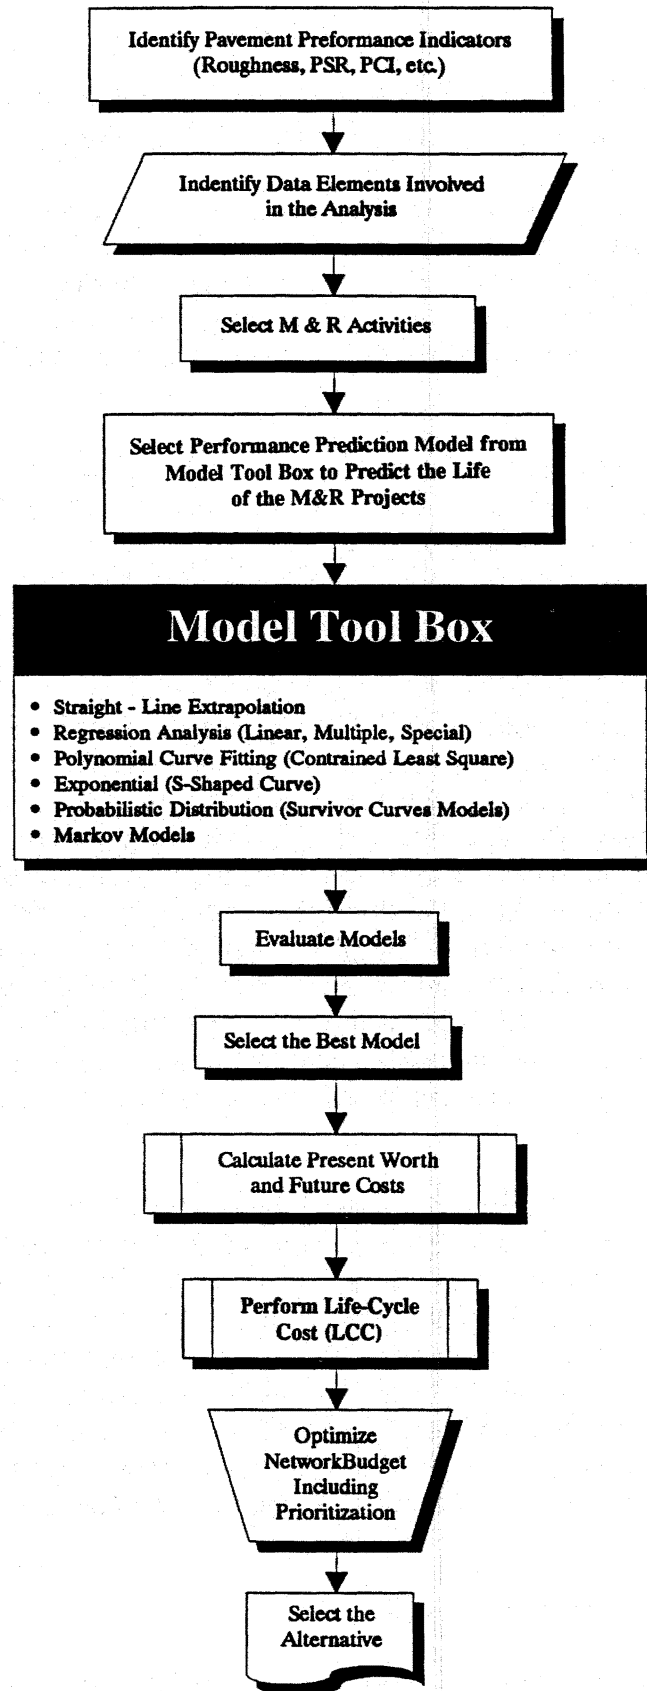 Identify Pavement Preformance Indicators
(Roughness, PSR, PCI, etc.)
Indentify Data Elements Involved
in the Analysis
Select M & R Activities
Select Performance Prediction Model from
Model Tool Box to Predict the Life
of the M&R Projects
Model Tool Box
• Straight - Line Extrapolation
• Regression Analysis (Linear, Multiple, Special)
• Polynomial Curve Fitting (Contrained Least Square)
• Exponential (S-Shaped Curve)
• Probabilistic Distribution (Survivor Curves Models)
• Markov Models
Evaluate Models
Select the Best Model
Calculate Present Worth
and Future Costs
Perform Life-Cycle
Cost (LCC)
Optimize
NetworkBudget
Including
Prioritization
Select the
Alternative